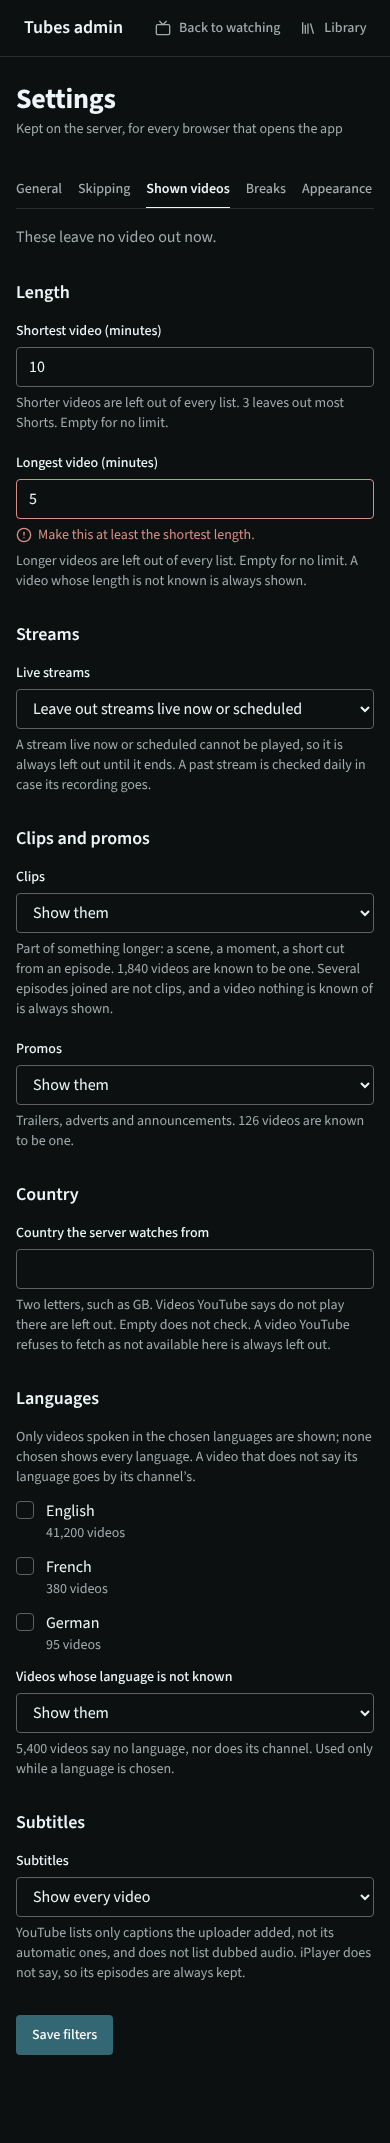 Tubes admin
Back to watching
Library
Settings
Kept on the server, for every browser that opens the app
General
Skipping
Shown videos
Breaks
Appearance
These leave no video out now.
Length
Shortest video (minutes)
10
Shorter videos are left out of every list. 3 leaves out most
Shorts. Empty for no limit.
Longest video (minutes)
5
Make this at least the shortest length.
Longer videos are left out of every list. Empty for no limit. A
video whose length is not known is always shown.
Streams
Live streams
Leave out streams live now or scheduled
A stream live now or scheduled cannot be played, so it is
always left out until it ends. A past stream is checked daily in
case its recording goes.
Clips and promos
Clips
Show them
Part of something longer: a scene, a moment, a short cut
from an episode. 1,840 videos are known to be one. Several
episodes joined are not clips, and a video nothing is known of
is always shown.
Promos
Show them
Trailers, adverts and announcements. 126 videos are known
to be one.
Country
Country the server watches from
Two letters, such as GB. Videos YouTube says do not play
there are left out. Empty does not check. A video YouTube
refuses to fetch as not available here is always left out.
Languages
Only videos spoken in the chosen languages are shown; none
chosen shows every language. A video that does not say its
language goes by its channel’s.
English
41,200 videos
French
380 videos
German
95 videos
Videos whose language is not known
Show them
5,400 videos say no language, nor does its channel. Used only
while a language is chosen.
Subtitles
Subtitles
Show every video
YouTube lists only captions the uploader added, not its
automatic ones, and does not list dubbed audio. iPlayer does
not say, so its episodes are always kept.
Save filters